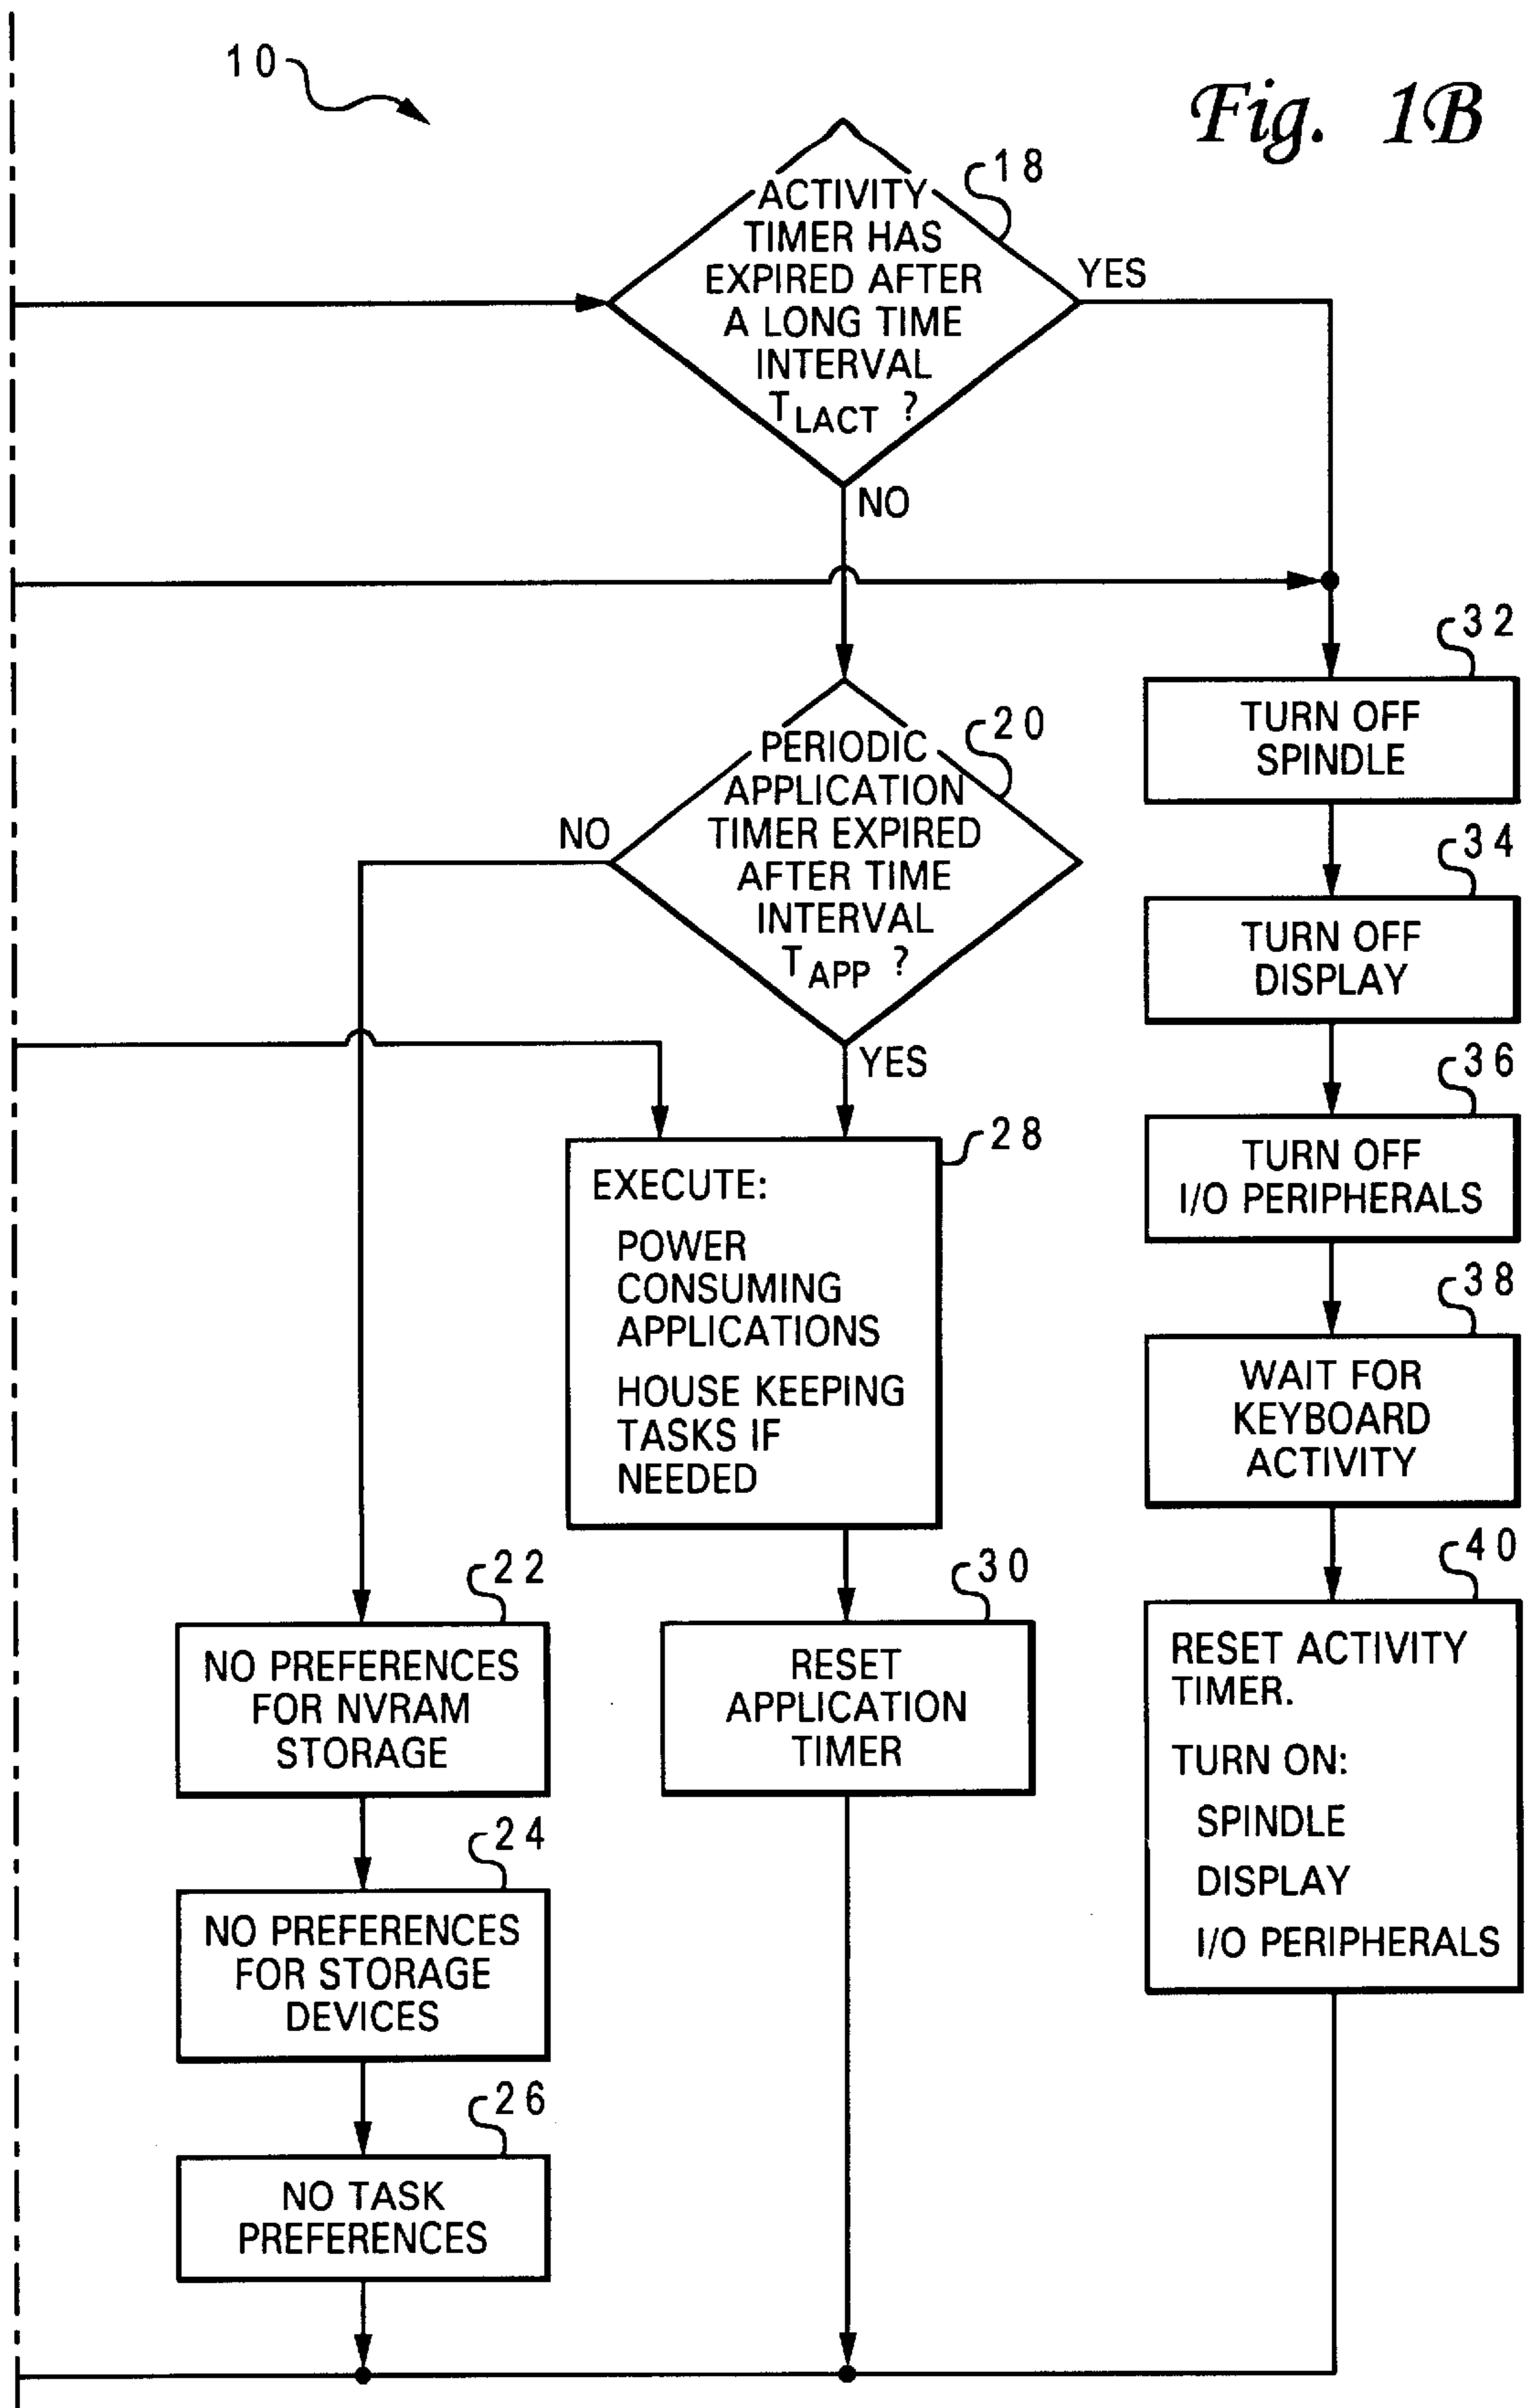 10
Fig. 1B
18
ACTIVITY
TIMER HAS
EXPIRED AFTER
A LONG TIME
INTERVAL
TLACT ?
YES
NO
32
TURN OFF
SPINDLE
20
PERIODIC
APPLICATION
TIMER EXPIRED
AFTER TIME
INTERVAL
TAPP ?
NO
YES
34
TURN OFF
DISPLAY
36
TURN OFF
I/O PERIPHERALS
28
EXECUTE:
POWER
CONSUMING
APPLICATIONS
HOUSE KEEPING
TASKS IF
NEEDED
38
WAIT FOR
KEYBOARD
ACTIVITY
22
NO PREFERENCES
FOR NVRAM
STORAGE
30
RESET
APPLICATION
TIMER
40
RESET ACTIVITY
TIMER.
TURN ON:
SPINDLE
DISPLAY
I/O PERIPHERALS
24
NO PREFERENCES
FOR STORAGE
DEVICES
26
NO TASK
PREFERENCES